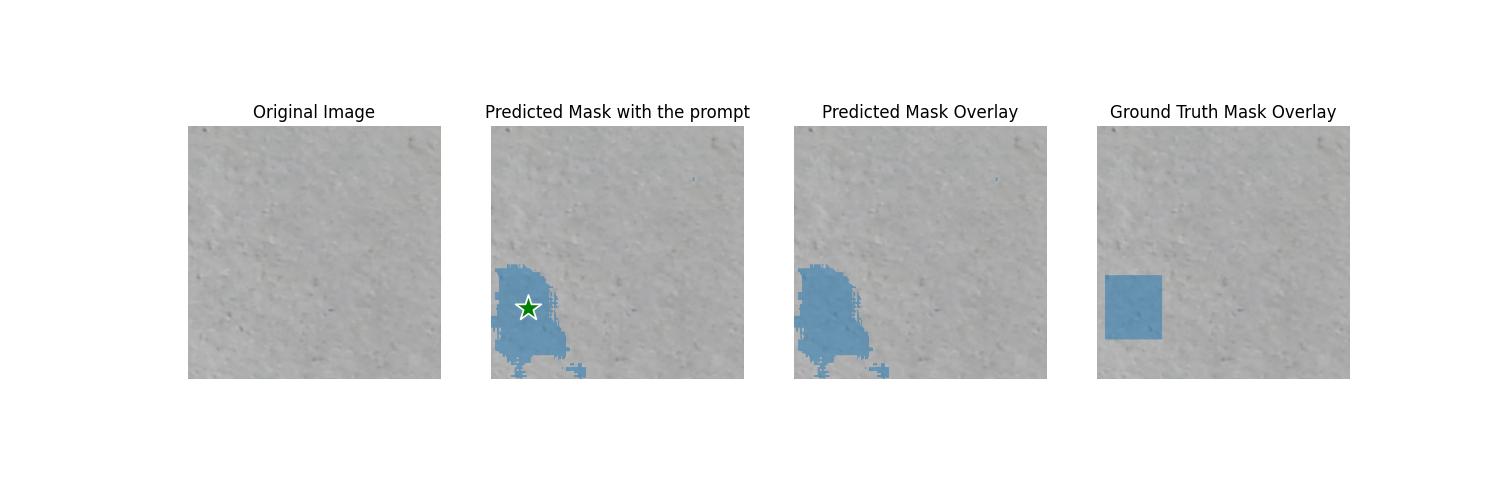 Original Image
Predicted Mask with the prompt
Predicted Mask Overlay
Ground Truth Mask Overlay